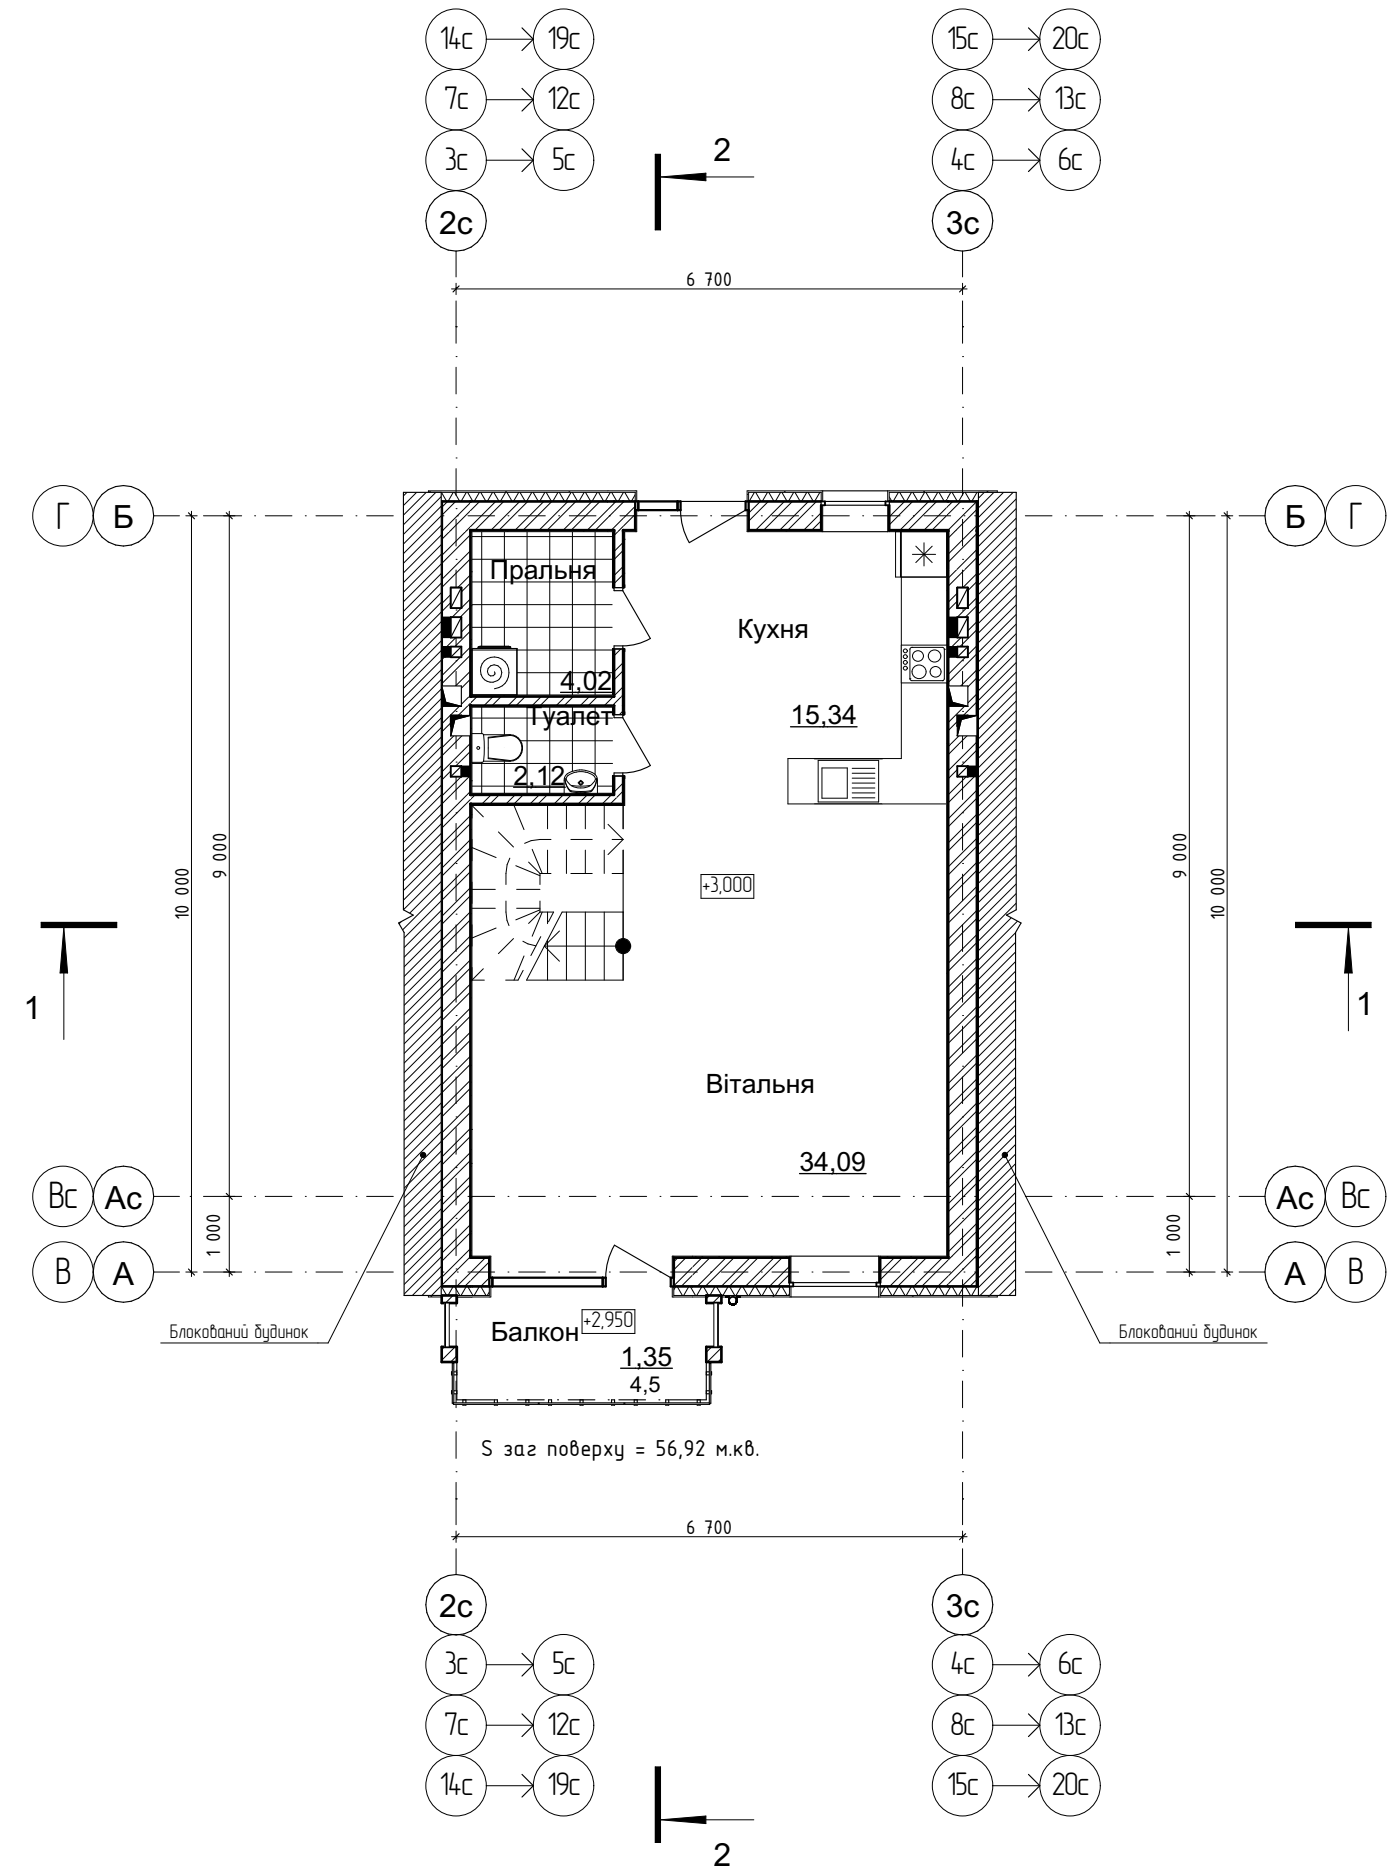 14с 19с 15с 20с
7с 12с 8с 13с
3с 5с 2 4с 6с
2с 3с
6 700
Г Б Б Г
Пральня
Кухня
4,02
15,34
Туалет
2,12
9 000 9 000
10 000 +3,000 10 000
1 1
Вітальня
34,09
Вс Ас Ас Вс
1 000 1 000
В А А В
Блокований будинок Балкон +2,950 Блокований будинок
1,35
4,5
S заг поверху = 56,92 м.кв.
6 700
2с 3с
3с 5с 4с 6с
7с 12с 8с 13с
14с 19с 15с 20с
2